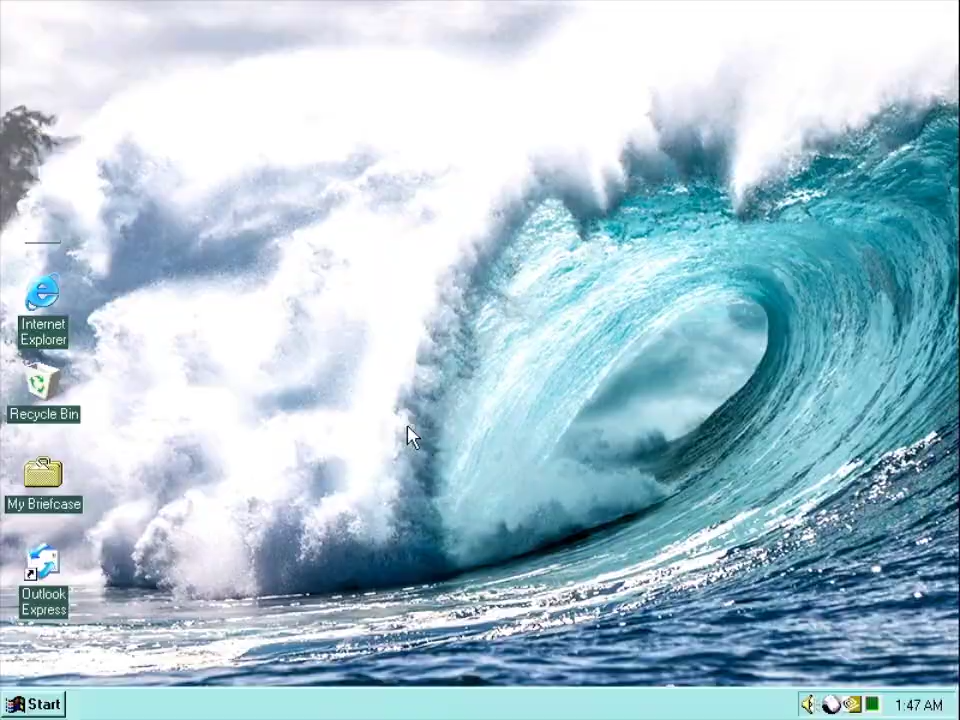 Internet
Explorer
Recycle Bin
My Briefcase
Outlook
Express
Start
1:47 AM